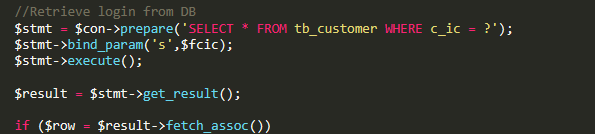 //Retrieve login from DB
$stmt = $con->prepare('SELECT * FROM tb_customer WHERE c_ic = ?');
$stmt->bind_param('s',$fcic);
$stmt->execute();
$result = $stmt->get_result();
if ($row = $result->fetch_assoc())